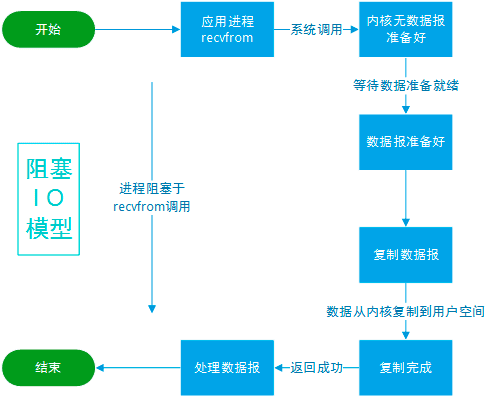 开始
应用进程
recvfrom
系统调用
内核无数据报
准备好
等待数据准备就绪
数据报准备好
阻塞
IO
模型
进程阻塞于
recvfrom调用
复制数据报
数据从内核复制到用户空间
结束
处理数据报
返回成功
复制完成